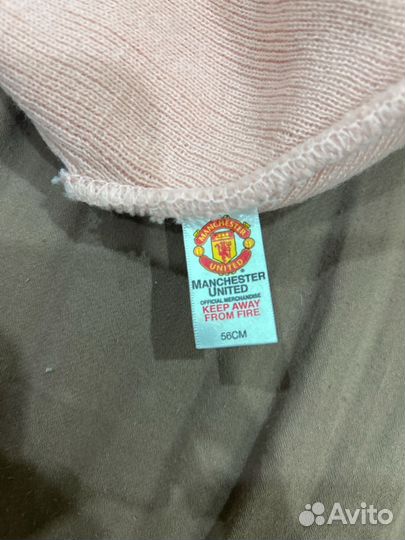 MANCHESTER
UNITED
MANCHESTER
UNITED
®
OFFICIAL MERCHANDISE
KEEP AWAY
FROM FIRE
56CM
Avito